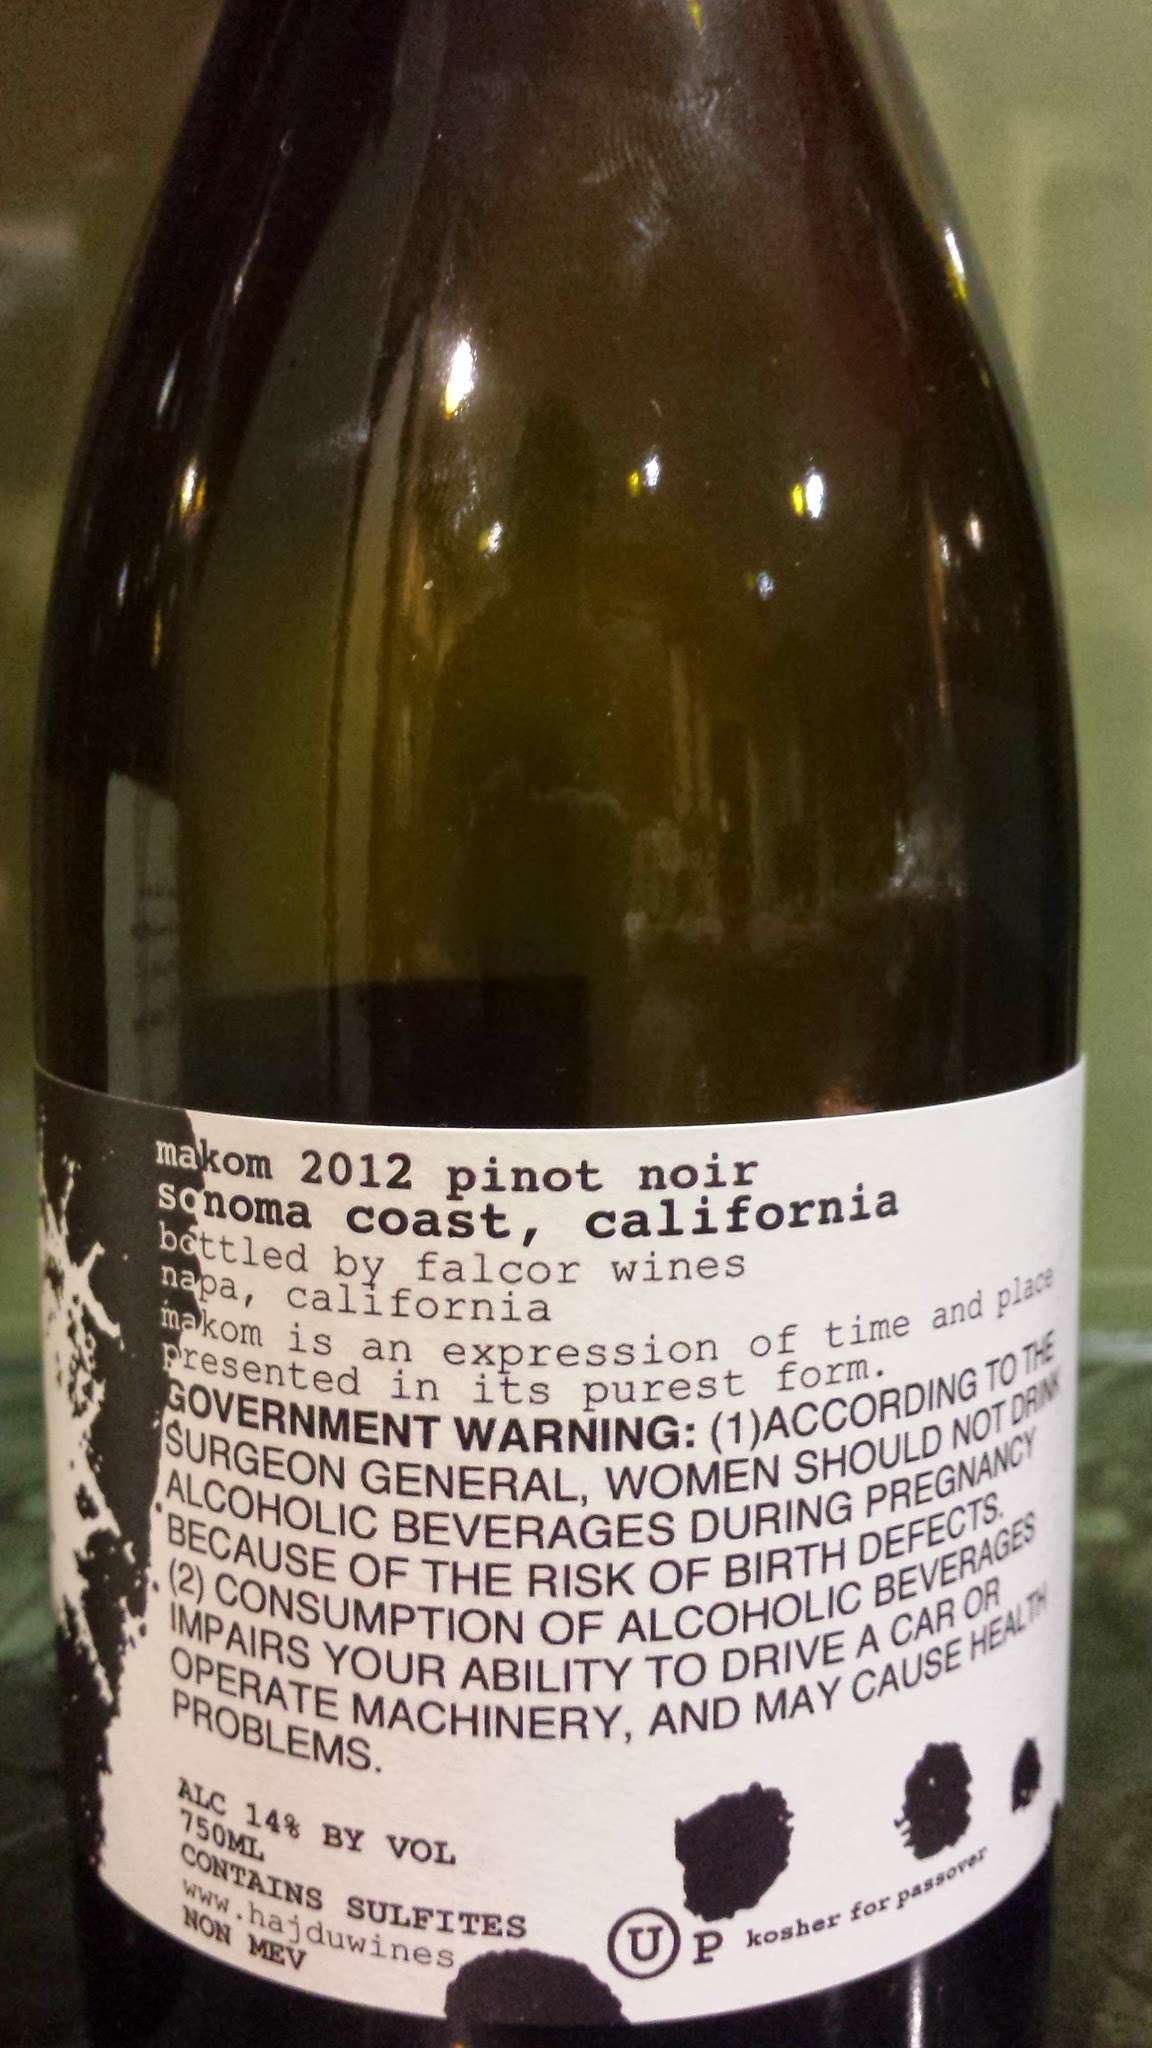 makom 2012 pinot noir
sonoma coast, california
bottled by falcor wines
napa, california
makom is an expression of time and place
presented in its purest form.
GOVERNMENT WARNING: (1)ACCORDING TO THE
SURGEON GENERAL, WOMEN SHOULD NOT DRINK
ALCOHOLIC BEVERAGES DURING PREGNANCY
BECAUSE OF THE RISK OF BIRTH DEFECTS.
(2) CONSUMPTION OF ALCOHOLIC BEVERAGES
IMPAIRS YOUR ABILITY TO DRIVE A CAR OR
OPERATE MACHINERY, AND MAY CAUSE HEALTH
PROBLEMS.
ALC 14% BY VOL
750ML
CONTAINS SULFITES
www.hajduwines
NON MEV
U P kosher for passover